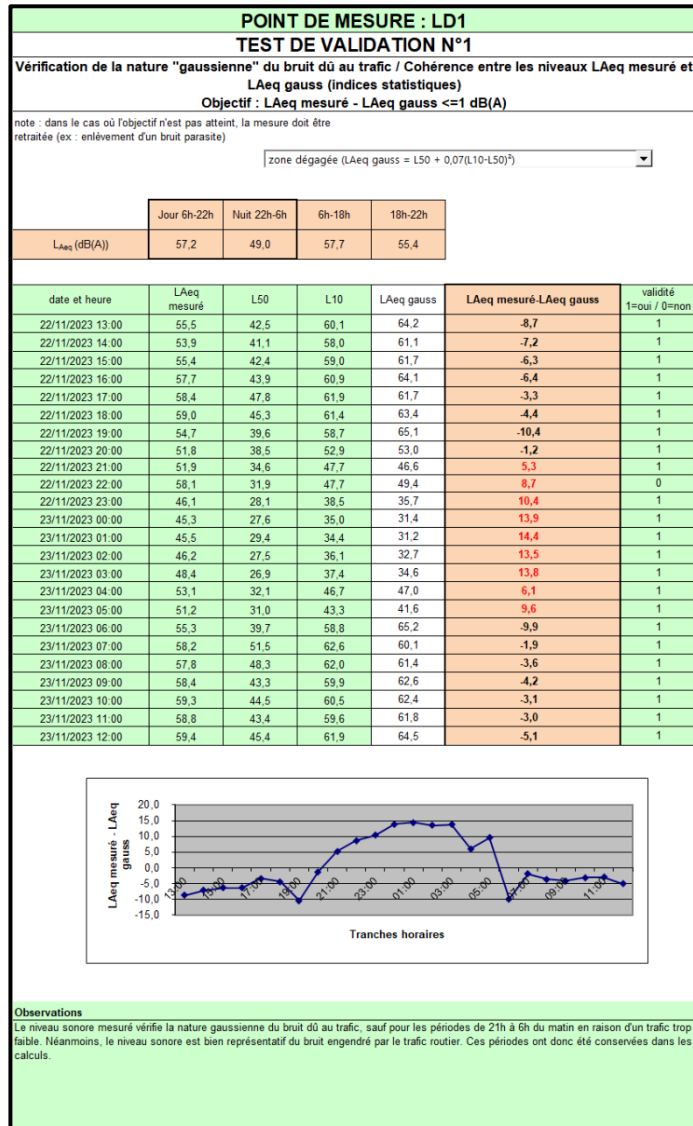 POINT DE MESURE : LD1
TEST DE VALIDATION N°1
Vérification de la nature "gaussienne" du bruit dû au trafic / Cohérence entre les niveaux LAeq mesuré et
LAeq gauss (indices statistiques)
Objectif : LAeq mesuré - LAeq gauss <=1 dB(A)
note : dans le cas où l'objectif n'est pas atteint, la mesure doit être
retraitée (ex : enlèvement d'un bruit parasite)
zone dégagée (LAeq gauss = L50 + 0,07(L10-L50)²)
Jour 6h-22h Nuit 22h-6h 6h-18h 18h-22h
LAeq (dB(A)) 57,2 49,0 57,7 55,4
date et heure LAeq mesuré L50 L10 LAeq gauss LAeq mesuré-LAeq gauss validité 1=oui / 0=non
22/11/2023 13:00 55,5 42,5 60,1 64,2 -8,7 1
22/11/2023 14:00 53,9 41,1 58,0 61,1 -7,2 1
22/11/2023 15:00 55,4 42,4 59,0 61,7 -6,3 1
22/11/2023 16:00 57,7 43,9 60,9 64,1 -6,4 1
22/11/2023 17:00 58,4 47,8 61,9 61,7 -3,3 1
22/11/2023 18:00 59,0 45,3 61,4 63,4 -4,4 1
22/11/2023 19:00 54,7 39,6 58,7 65,1 -10,4 1
22/11/2023 20:00 51,8 38,5 52,9 53,0 -1,2 1
22/11/2023 21:00 51,9 34,6 47,7 46,6 5,3 1
22/11/2023 22:00 58,1 31,9 47,7 49,4 8,7 0
22/11/2023 23:00 46,1 28,1 38,5 35,7 10,4 1
23/11/2023 00:00 45,3 27,6 35,0 31,4 13,9 1
23/11/2023 01:00 45,5 29,4 34,4 31,2 14,4 1
23/11/2023 02:00 46,2 27,5 36,1 32,7 13,5 1
23/11/2023 03:00 48,4 26,9 37,4 34,6 13,8 1
23/11/2023 04:00 53,1 32,1 46,7 47,0 6,1 1
23/11/2023 05:00 51,2 31,0 43,3 41,6 9,6 1
23/11/2023 06:00 55,3 39,7 58,8 65,2 -9,9 1
23/11/2023 07:00 58,2 51,5 62,6 60,1 -1,9 1
23/11/2023 08:00 57,8 48,3 62,0 61,4 -3,6 1
23/11/2023 09:00 58,4 43,3 59,9 62,6 -4,2 1
23/11/2023 10:00 59,3 44,5 60,5 62,4 -3,1 1
23/11/2023 11:00 58,8 43,4 59,6 61,8 -3,0 1
23/11/2023 12:00 59,4 45,4 61,9 64,5 -5,1 1
LAeq mesuré - LAeq
gauss
20,0
15,0
10,0
5,0
0,0
-5,0
-10,0
-15,0
13:00 15:00 17:00 19:00 21:00 23:00 01:00 03:00 05:00 07:00 09:00 11:00
Tranches horaires
Observations
Le niveau sonore mesuré vérifie la nature gaussienne du bruit dû au trafic, sauf pour les périodes de 21h à 6h du matin en raison d'un trafic trop
faible. Néanmoins, le niveau sonore est bien représentatif du bruit engendré par le trafic routier. Ces périodes ont donc été conservées dans les
calculs.